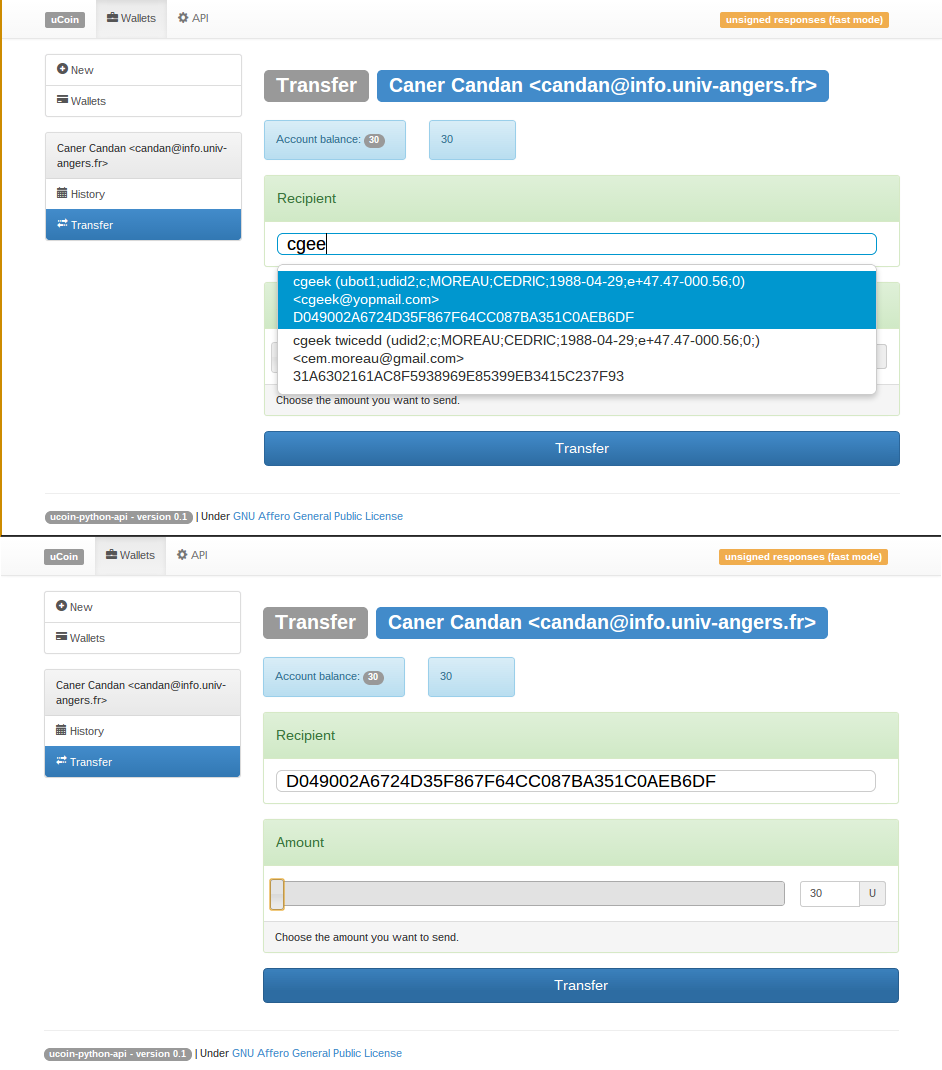 uCoin Wallets API unsigned responses (fast mode)
New
Wallets
Caner Candan <candan@info.univ-
angers.fr>
History
Transfer
Transfer Caner Candan <candan@info.univ-angers.fr>
Account balance: 30 30
Recipient
cgee
cgeek (ubot1;udid2;c;MOREAU;CEDRIC;1988-04-29;e+47.47-000.56;0)
<cgeek@yopmail.com>
D049002A6724D35F867F64CC087BA351C0AEB6DF
cgeek twicedd (udid2;c;MOREAU;CEDRIC;1988-04-29;e+47.47-000.56;0;)
<cem.moreau@gmail.com>
31A6302161AC8F5938969E85399EB3415C237F93
Choose the amount you want to send.
Transfer
ucoin-python-api - version 0.1 | Under GNU Affero General Public License
uCoin Wallets API unsigned responses (fast mode)
New
Wallets
Caner Candan <candan@info.univ-
angers.fr>
History
Transfer
Transfer Caner Candan <candan@info.univ-angers.fr>
Account balance: 30 30
Recipient
D049002A6724D35F867F64CC087BA351C0AEB6DF
Amount
30 U
Choose the amount you want to send.
Transfer
ucoin-python-api - version 0.1 | Under GNU Affero General Public License